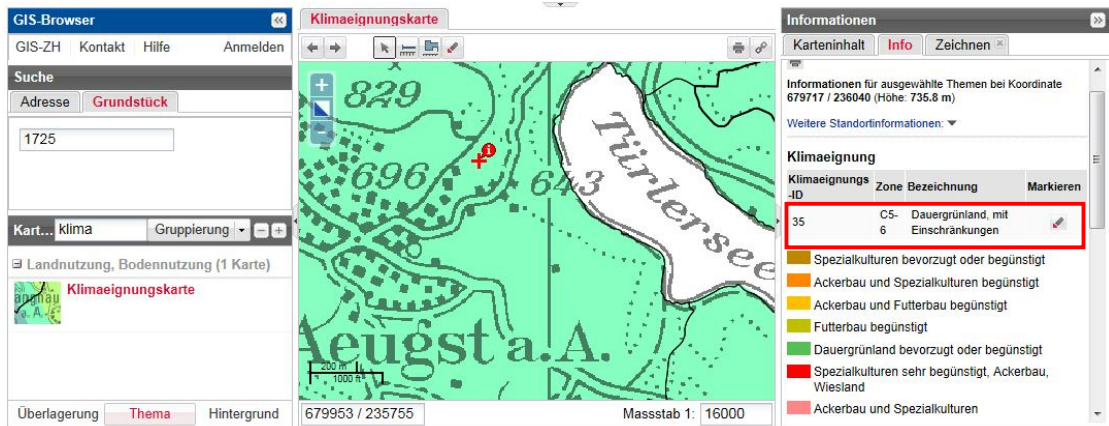 GIS-Browser
GIS-ZH Kontakt Hilfe Anmelden
Suche
Adresse Grundstück
1725
Kart... klima Gruppierung
Landnutzung, Bodennutzung (1 Karte)
Klimaeignungskarte
a. A.
Überlagerung Thema Hintergrund
Klimaeignungskarte
829
696
643
Türlersee
Aeugst a. A.
200 m
1000 ft
679953 / 235755 Massstab 1: 16000
Informationen
Karteninhalt Info Zeichnen
Informationen für ausgewählte Themen bei Koordinate
679717 / 236040 (Höhe: 735.8 m)
Weitere Standortinformationen:
Klimaeignung
Klimaeignungs
-ID Zone Bezeichnung Markieren
35 C5-
6 Dauergrünland, mit
Einschränkungen
Spezialkulturen bevorzugt oder begünstigt
Ackerbau und Spezialkulturen begünstigt
Ackerbau und Futterbau begünstigt
Futterbau begünstigt
Dauergrünland bevorzugt oder begünstigt
Spezialkulturen sehr begünstigt, Ackerbau,
Wiesland
Ackerbau und Spezialkulturen